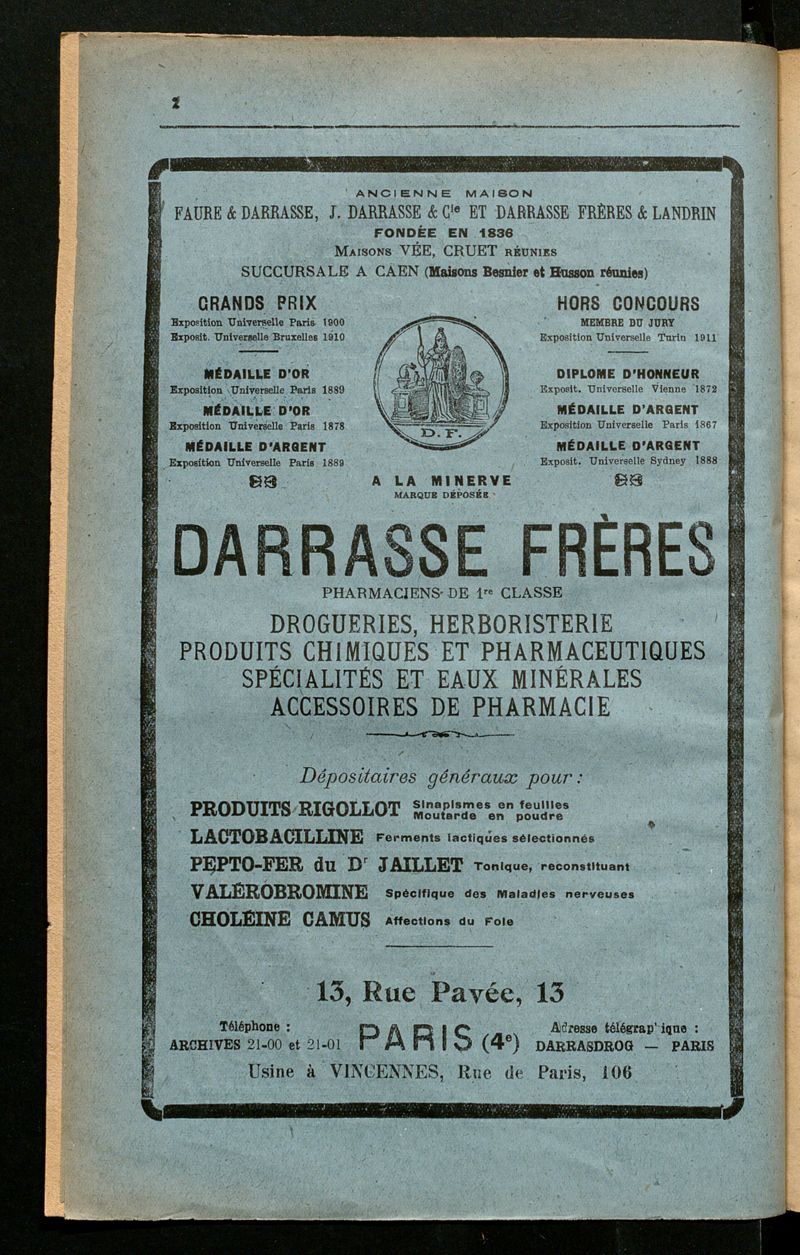 2
ANCIENNE MAISON
FAURE & DARRASSE, J. DARRASSE & Cie ET DARRASSE FRÈRES & LANDRIN
FONDÉE EN 1836
MAISONS VÉE, CRUET RÉUNIES
SUCCURSALE A CAEN (Maisons Besnier et Husson réunies)
GRANDS PRIX
Exposition Universelle Paris 1900
Exposit. Universelle Bruxelles 1910
MÉDAILLE D'OR
Exposition Universelle Paris 1889
MÉDAILLE D'OR
Exposition Universelle Paris 1878
MÉDAILLE D'ARGENT
Exposition Universelle Paris 1889
D. F.
A LA MINERVE
MARQUE DÉPOSÉE
HORS CONCOURS
MEMBRE DU JURY
Exposition Universelle Turin 1911
DIPLOME D'HONNEUR
Exposit. Universelle Vienne 1872
MÉDAILLE D'ARGENT
Exposition Universelle Paris 1867
MÉDAILLE D'ARGENT
Exposit. Universelle Sydney 1888
DARRASSE FRÈRES
PHARMACIENS DE 1re CLASSE
DROGUERIES, HERBORISTERIE
PRODUITS CHIMIQUES ET PHARMACEUTIQUES
SPÉCIALITÉS ET EAUX MINÉRALES
ACCESSOIRES DE PHARMACIE
Dépositaires généraux pour :
PRODUITS RIGOLLOT Sinapismes en feuilles
Moutarde en poudre
LACTOBACILLINE Ferments lactiques sélectionnés
PEPTO-FER du Dr JAILLET Tonique, reconstituant
VALÉROBROMINE Spécifique des Maladies nerveuses
CHOLÉINE CAMUS Affections du Foie
13, Rue Pavée, 13
Téléphone :
ARCHIVES 21-00 et 21-01
PARIS (4e)
Adresse télégrap'ique :
DARRASDROG — PARIS
Usine à VINCENNES, Rue de Paris, 106